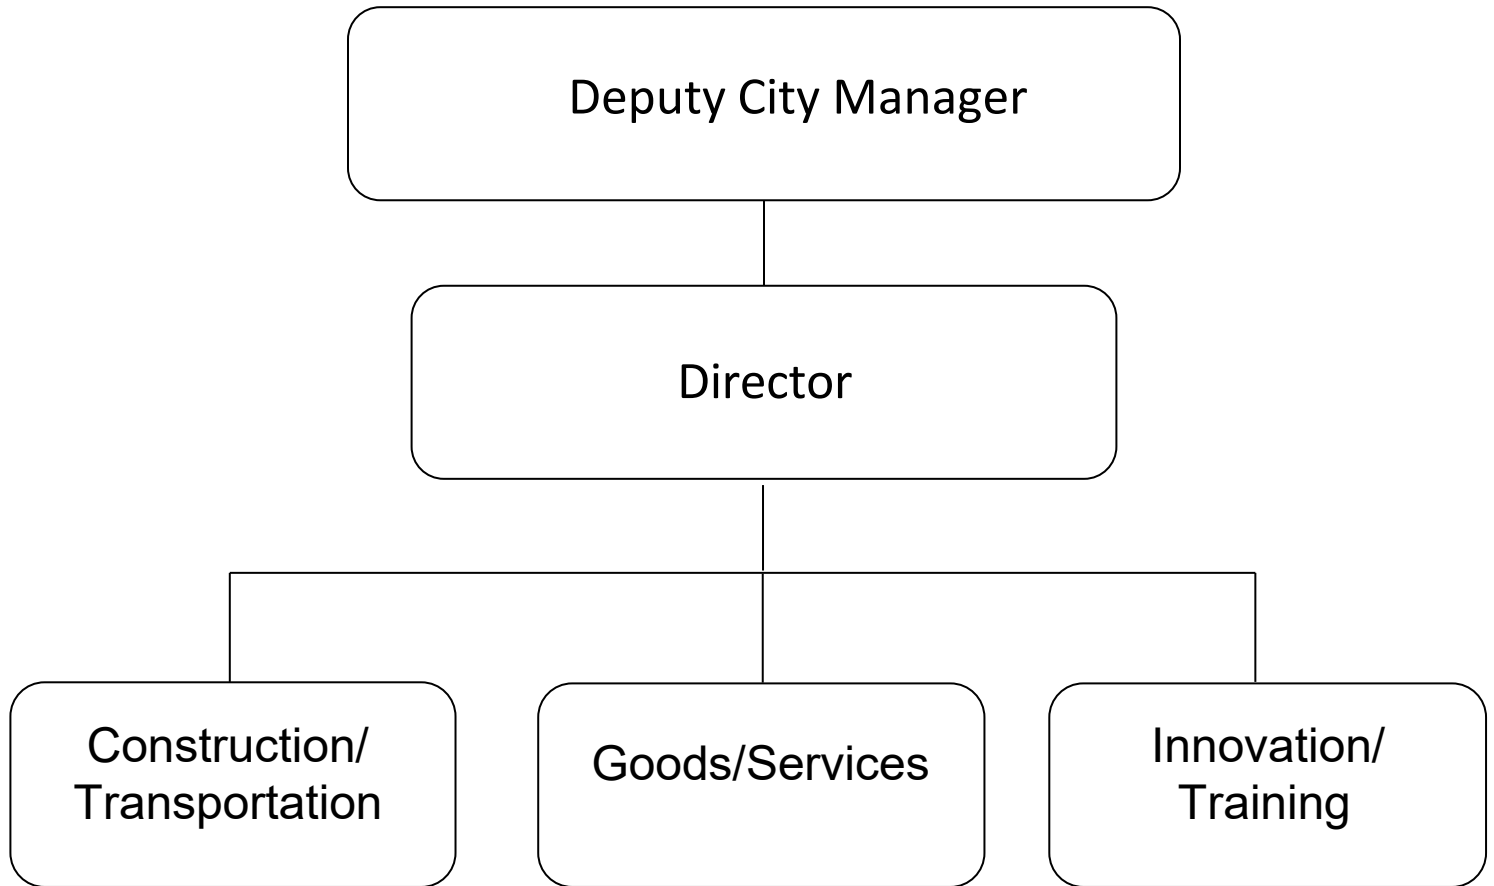 Deputy City Manager
Director
Construction/
Transportation
Goods/Services
Innovation/
Training